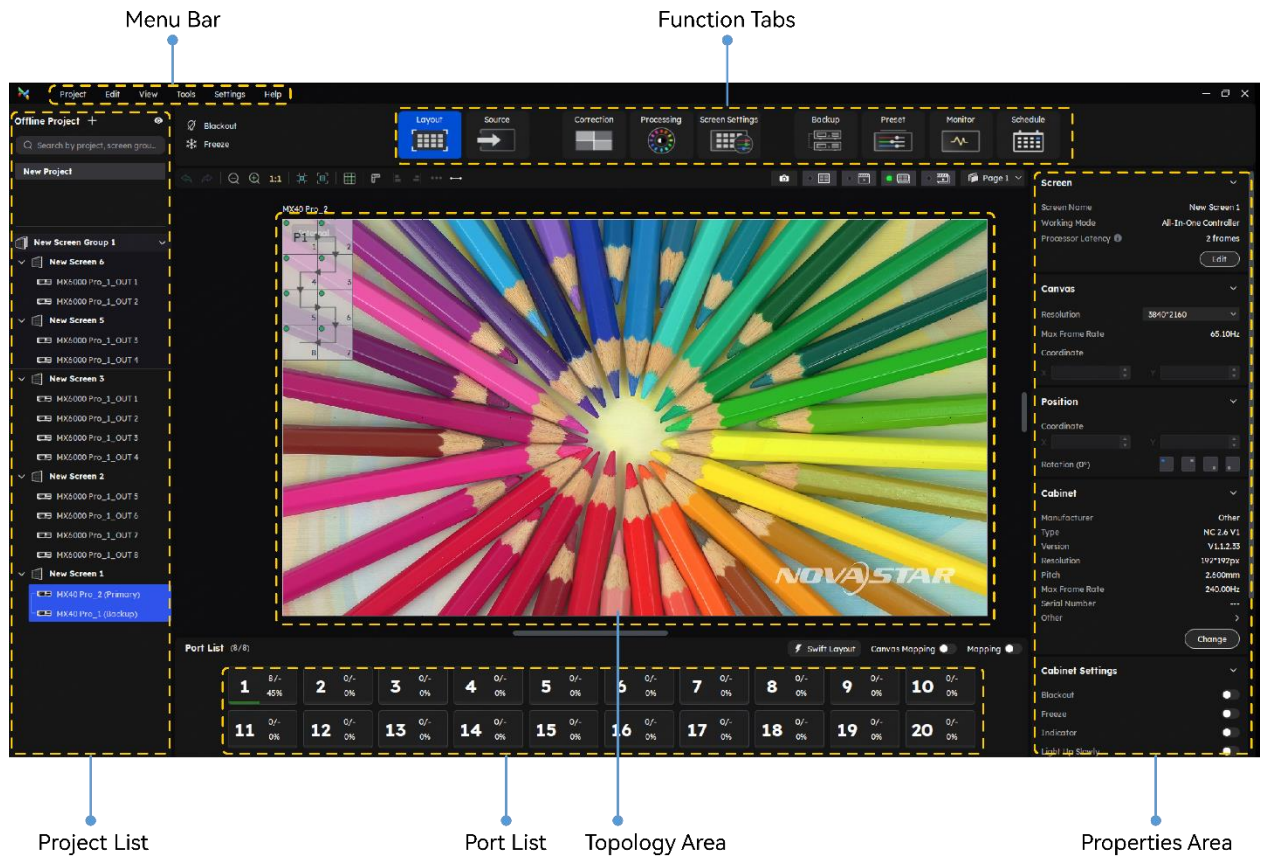 Menu Bar
Function Tabs
Project Edit View Tools Settings Help
Offline Project +
Search by project, screen grou...
New Project
Blackout
Freeze
Layout Source Correction Processing Screen Settings Backup Preset Monitor Schedule
1:1
Page 1
New Screen Group 1
New Screen 6
MX6000 Pro_1_OUT 1
MX6000 Pro_1_OUT 2
New Screen 5
MX6000 Pro_1_OUT 3
MX6000 Pro_1_OUT 4
New Screen 3
MX6000 Pro_1_OUT 1
MX6000 Pro_1_OUT 2
MX6000 Pro_1_OUT 3
MX6000 Pro_1_OUT 4
New Screen 2
MX6000 Pro_1_OUT 5
MX6000 Pro_1_OUT 6
MX6000 Pro_1_OUT 7
MX6000 Pro_1_OUT 8
New Screen 1
MX40 Pro_2 (Primary)
MX40 Pro_1 (Backup)
MX40 Pro_2
P1
1 2
4 3
5 6
8 7
NOVASTAR
Screen
Screen Name New Screen 1
Working Mode All-In-One Controller
Processor Latency 2 frames
Edit
Canvas
Resolution 3840*2160
Max Frame Rate 65.10Hz
Coordinate
X Y
Position
Coordinate
X Y
Rotation (0°)
Cabinet
Manufacturer Other
Type NC 2.6 V1
Version V1.1.2.33
Resolution 192*192px
Pitch 2.600mm
Max Frame Rate 240.00Hz
Serial Number ---
Other
Change
Cabinet Settings
Blackout
Freeze
Indicator
Light Up Slowly
Port List (8/8)
Swift Layout Canvas Mapping Mapping
1 8/- 45%
2 0/- 0%
3 0/- 0%
4 0/- 0%
5 0/- 0%
6 0/- 0%
7 0/- 0%
8 0/- 0%
9 0/- 0%
10 0/- 0%
11 0/- 0%
12 0/- 0%
13 0/- 0%
14 0/- 0%
15 0/- 0%
16 0/- 0%
17 0/- 0%
18 0/- 0%
19 0/- 0%
20 0/- 0%
Project List
Port List
Topology Area
Properties Area